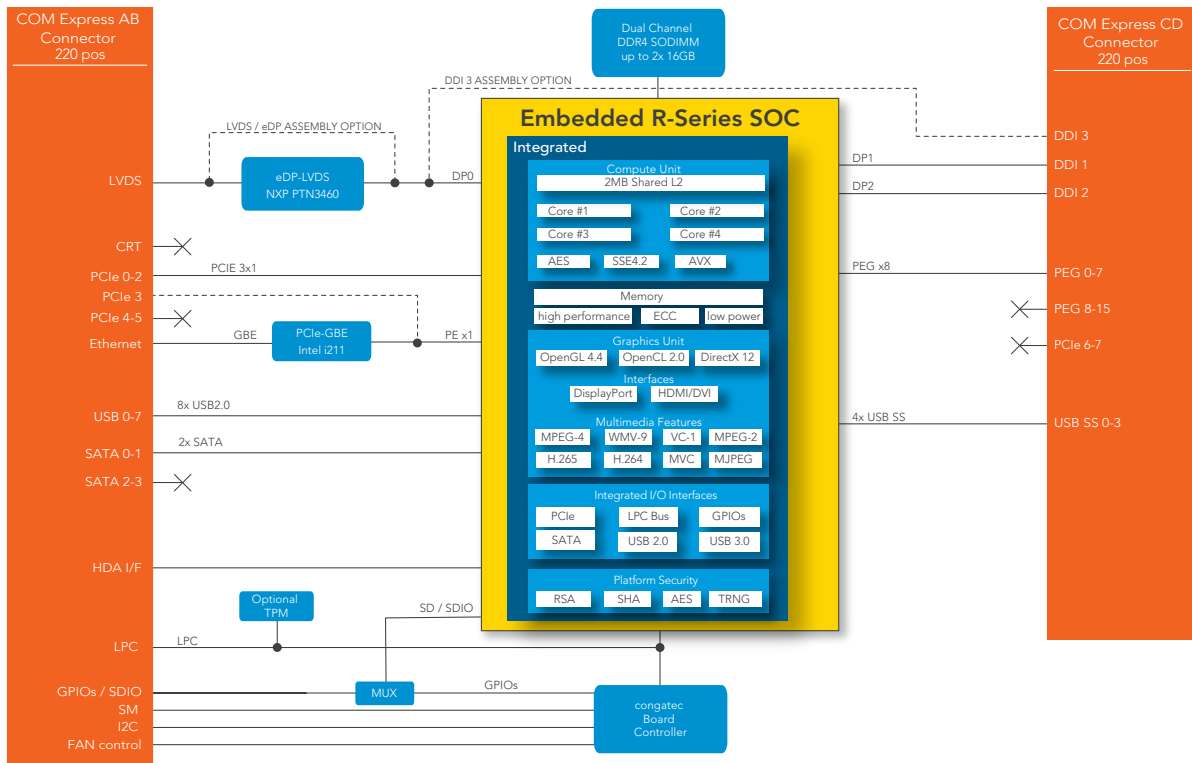 COM Express AB
Connector
220 pos
LVDS
CRT
PCIe 0-2
PCIe 3
PCIe 4-5
Ethernet
USB 0-7
SATA 0-1
SATA 2-3
HDA I/F
LPC
GPIOs / SDIO
SM
I2C
FAN control
Dual Channel
DDR4 SODIMM
up to 2x 16GB
DDI 3 ASSEMBLY OPTION
LVDS / eDP ASSEMBLY OPTION
eDP-LVDS
NXP PTN3460
DP0
PCIE 3x1
GBE
PCIe-GBE
Intel i211
PE x1
8x USB2.0
2x SATA
Optional
TPM
SD / SDIO
LPC
MUX
GPIOs
congatec
Board
Controller
Embedded R-Series SOC
Integrated
Compute Unit
2MB Shared L2
Core #1 Core #2
Core #3 Core #4
AES SSE4.2 AVX
Memory
high performance ECC low power
Graphics Unit
OpenGL 4.4 OpenCL 2.0 DirectX 12
Interfaces
DisplayPort HDMI/DVI
Multimedia Features
MPEG-4 WMV-9 VC-1 MPEG-2
H.265 H.264 MVC MJPEG
Integrated I/O Interfaces
PCIe LPC Bus GPIOs
SATA USB 2.0 USB 3.0
Platform Security
RSA SHA AES TRNG
DP1
DP2
PEG x8
4x USB SS
COM Express CD
Connector
220 pos
DDI 3
DDI 1
DDI 2
PEG 0-7
PEG 8-15
PCIe 6-7
USB SS 0-3